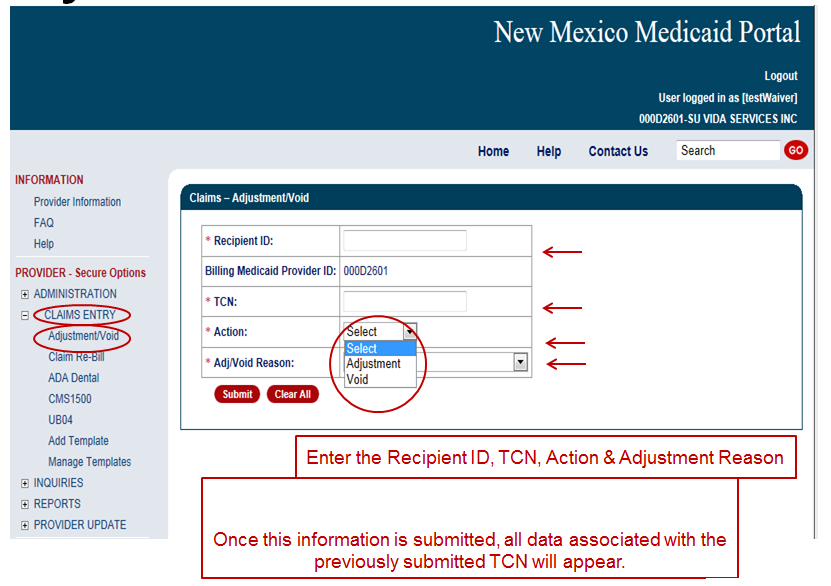 New Mexico Medicaid Portal
Logout
User logged in as [testWaiver]
000D2601-SU VIDA SERVICES INC
Home Help Contact Us Search GO
INFORMATION
Provider Information
FAQ
Help
PROVIDER - Secure Options
ADMINISTRATION
CLAIMS ENTRY
Adjustment/Void
Claim Re-Bill
ADA Dental
CMS1500
UB04
Add Template
Manage Templates
INQUIRIES
REPORTS
PROVIDER UPDATE
Claims – Adjustment/Void
* Recipient ID:
Billing Medicaid Provider ID: 000D2601
* TCN:
* Action: Select
Select
Adjustment
Void
* Adj/Void Reason:
Submit Clear All
Enter the Recipient ID, TCN, Action & Adjustment Reason
Once this information is submitted, all data associated with the
previously submitted TCN will appear.